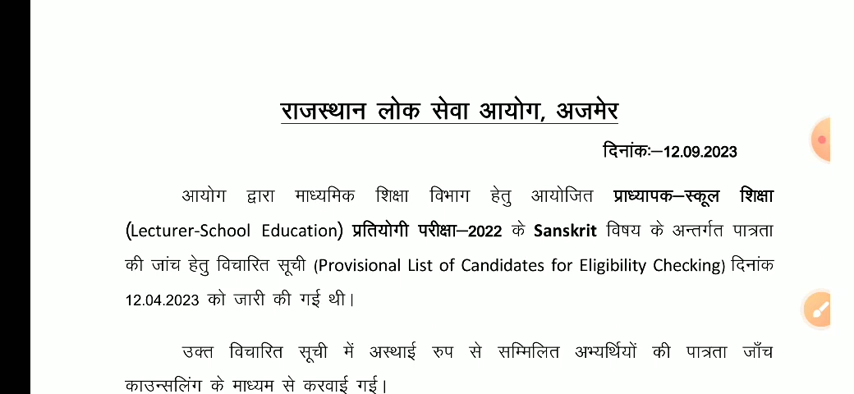 राजस्थान लोक सेवा आयोग, अजमेर
दिनांकः–12.09.2023
आयोग द्वारा माध्यमिक शिक्षा विभाग हेतु आयोजित प्राध्यापक–स्कूल शिक्षा
(Lecturer-School Education) प्रतियोगी परीक्षा–2022 के Sanskrit विषय के अन्तर्गत पात्रता
की जांच हेतु विचारित सूची (Provisional List of Candidates for Eligibility Checking) दिनांक
12.04.2023 को जारी की गई थी।
उक्त विचारित सूची में अस्थाई रुप से सम्मिलित अभ्यर्थियों की पात्रता जाँच
काउन्सलिंग के माध्यम से करवाई गई।